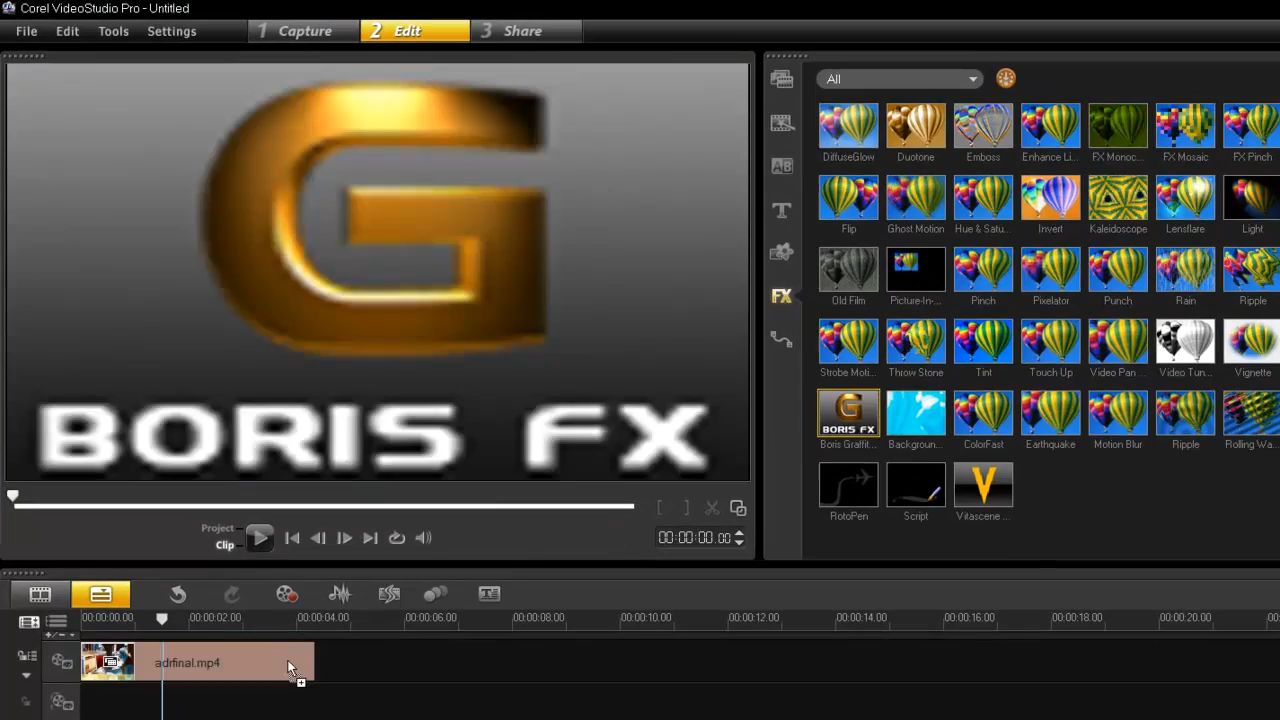 Corel VideoStudio Pro - Untitled
File Edit Tools Settings 1 Capture 2 Edit 3 Share
All
G
BORIS FX
DiffuseGlow Duotone Emboss Enhance Li... FX Monoc... FX Mosaic FX Pinch
Flip Ghost Motion Hue & Satu... Invert Kaleidoscope Lensflare Light
Old Film Picture-In-... Pinch Pixelator Punch Rain Ripple
FX
Strobe Moti... Throw Stone Tint Touch Up Video Pan ... Video Tun... Vignette
G
BORIS FX
Boris Graffit... Backgroun... ColorFast Earthquake Motion Blur Ripple Rolling Wa...
RotoPen Script Vitascene ...
Project
Clip
00:00:00.00
00:00:00.00 00:00:02.00 00:00:04.00 00:00:06.00 00:00:08.00 00:00:10.00 00:00:12.00 00:00:14.00 00:00:16.00 00:00:18.00 00:00:20.00
adrfinal.mp4